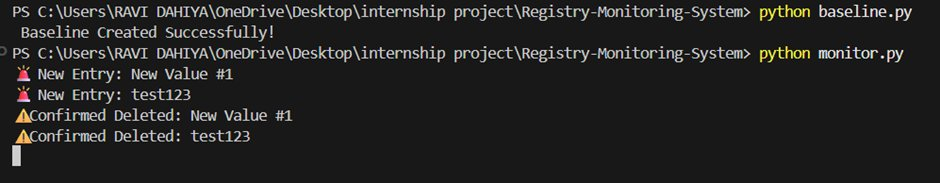 PS C:\Users\RAVI DAHIYA\OneDrive\Desktop\internship project\Registry-Monitoring-System> python baseline.py
Baseline Created Successfully!
PS C:\Users\RAVI DAHIYA\OneDrive\Desktop\internship project\Registry-Monitoring-System> python monitor.py
🚨 New Entry: New Value #1
🚨 New Entry: test123
⚠️Confirmed Deleted: New Value #1
⚠️Confirmed Deleted: test123